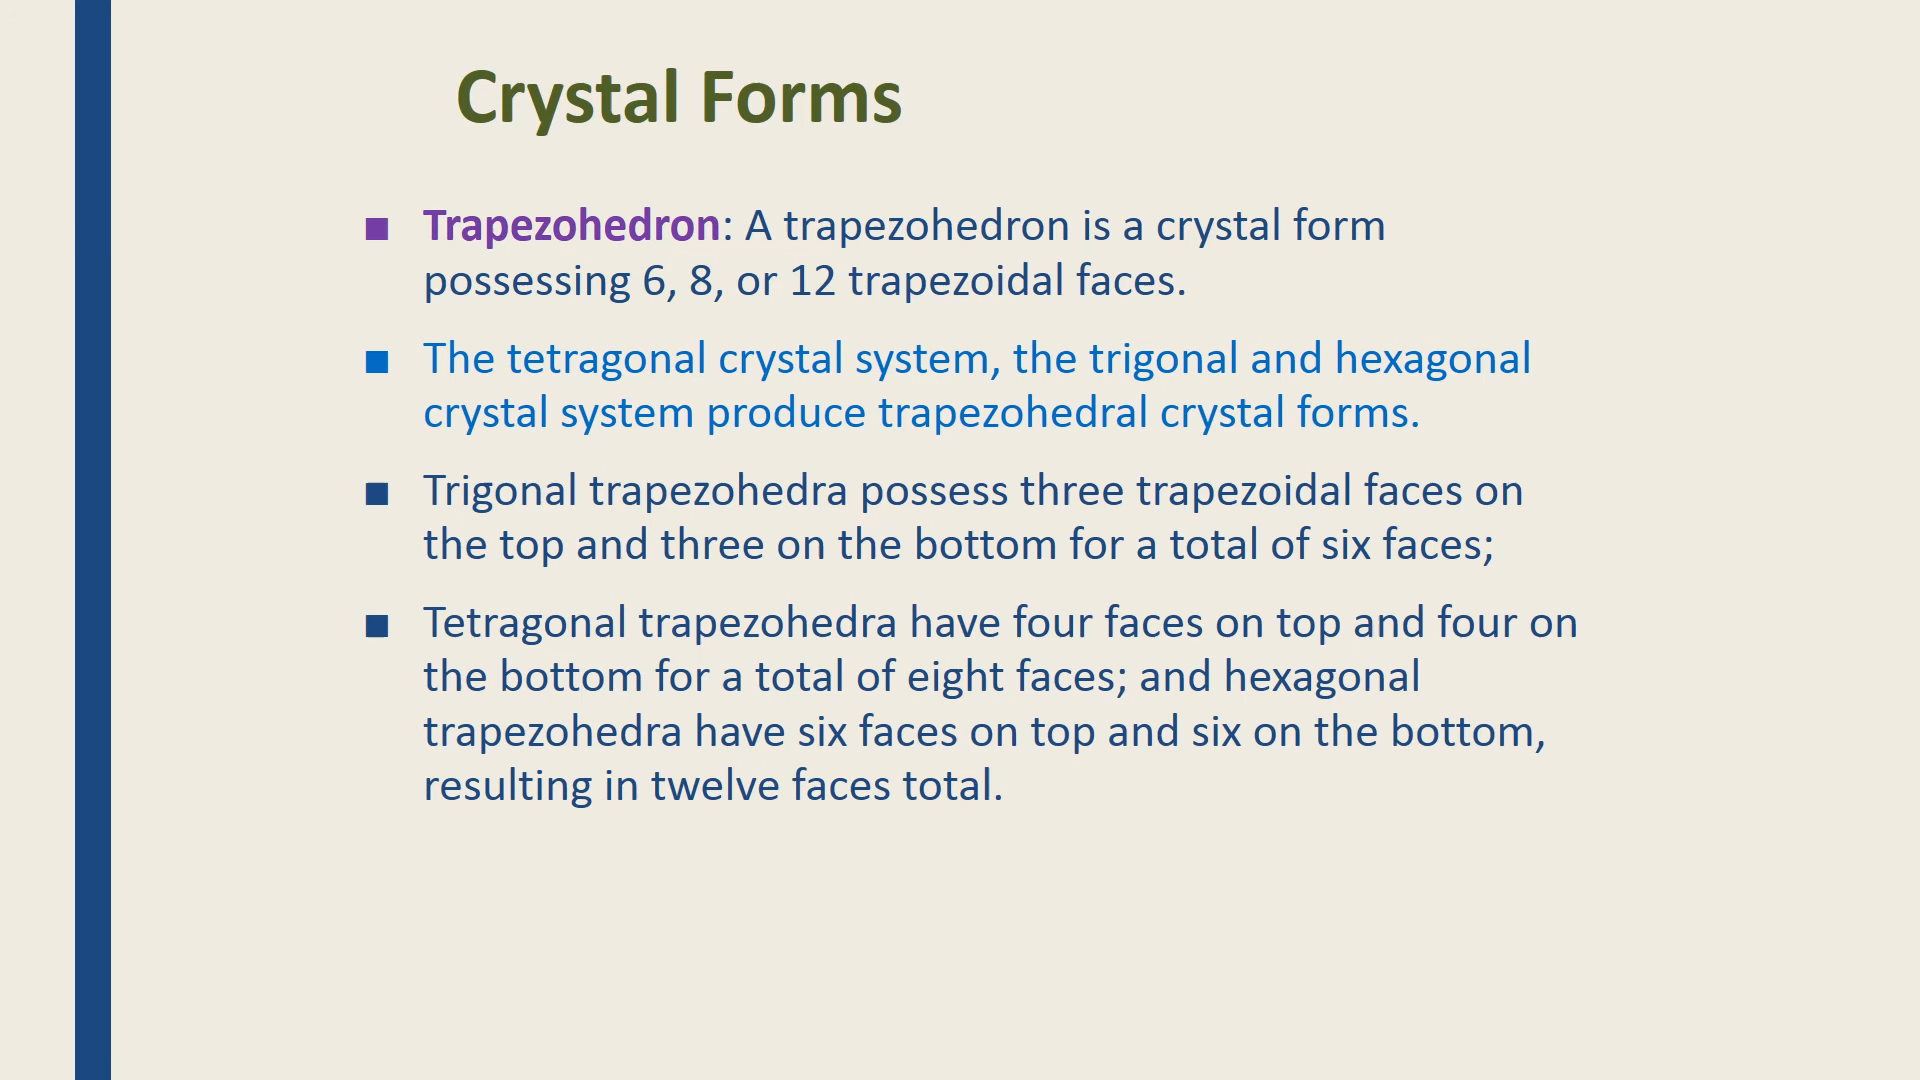 Crystal Forms
■ Trapezohedron: A trapezohedron is a crystal form
possessing 6, 8, or 12 trapezoidal faces.
■ The tetragonal crystal system, the trigonal and hexagonal
crystal system produce trapezohedral crystal forms.
■ Trigonal trapezohedra possess three trapezoidal faces on
the top and three on the bottom for a total of six faces;
■ Tetragonal trapezohedra have four faces on top and four on
the bottom for a total of eight faces; and hexagonal
trapezohedra have six faces on top and six on the bottom,
resulting in twelve faces total.